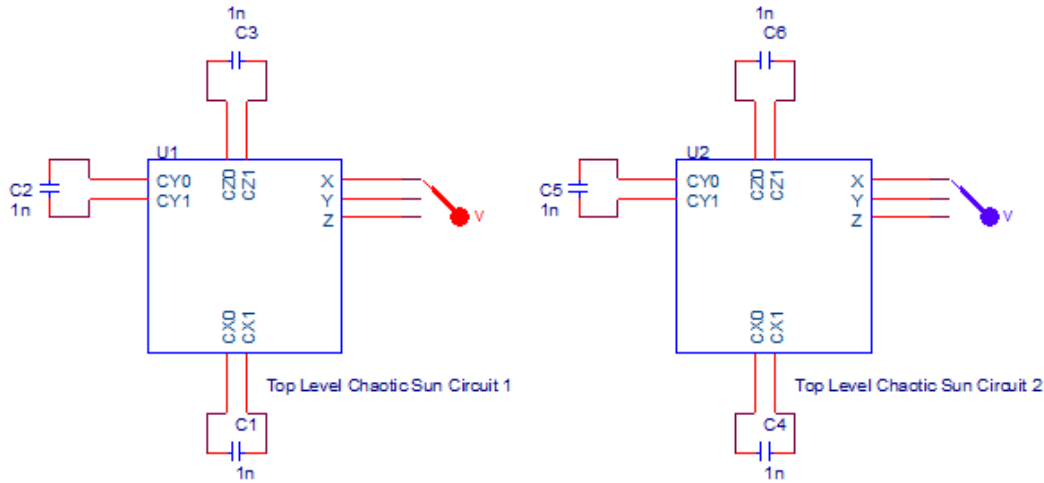 1n
C3
U1
CY0
CY1
CZ0
CZ1
C2
1n
X
Y
Z
V
CX0
CX1
Top Level Chaotic Sun Circuit 1
C1
1n
1n
C6
U2
CY0
CY1
CZ0
CZ1
C5
1n
X
Y
Z
V
CX0
CX1
Top Level Chaotic Sun Circuit 2
C4
1n